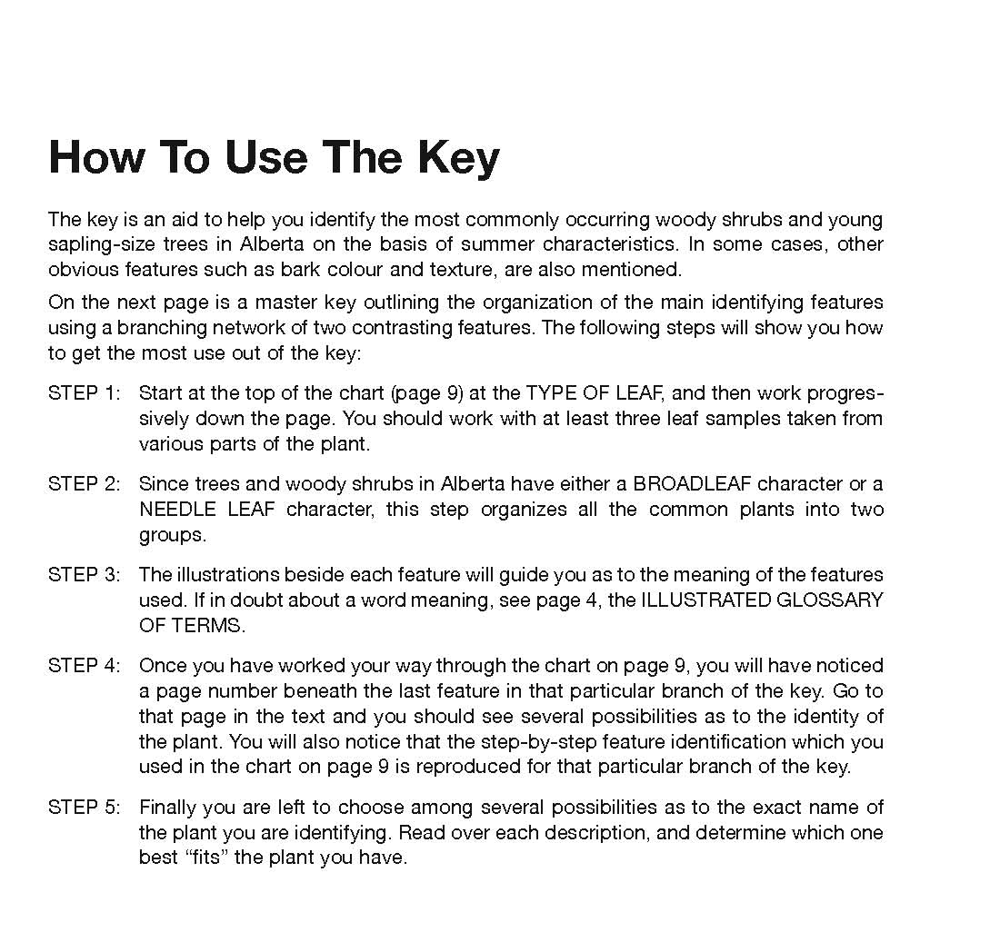 How To Use The Key
The key is an aid to help you identify the most commonly occurring woody shrubs and young
sapling-size trees in Alberta on the basis of summer characteristics. In some cases, other
obvious features such as bark colour and texture, are also mentioned.
On the next page is a master key outlining the organization of the main identifying features
using a branching network of two contrasting features. The following steps will show you how
to get the most use out of the key:
STEP 1: Start at the top of the chart (page 9) at the TYPE OF LEAF, and then work progres-
sively down the page. You should work with at least three leaf samples taken from
various parts of the plant.
STEP 2: Since trees and woody shrubs in Alberta have either a BROADLEAF character or a
NEEDLE LEAF character, this step organizes all the common plants into two
groups.
STEP 3: The illustrations beside each feature will guide you as to the meaning of the features
used. If in doubt about a word meaning, see page 4, the ILLUSTRATED GLOSSARY
OF TERMS.
STEP 4: Once you have worked your way through the chart on page 9, you will have noticed
a page number beneath the last feature in that particular branch of the key. Go to
that page in the text and you should see several possibilities as to the identity of
the plant. You will also notice that the step-by-step feature identification which you
used in the chart on page 9 is reproduced for that particular branch of the key.
STEP 5: Finally you are left to choose among several possibilities as to the exact name of
the plant you are identifying. Read over each description, and determine which one
best “fits” the plant you have.